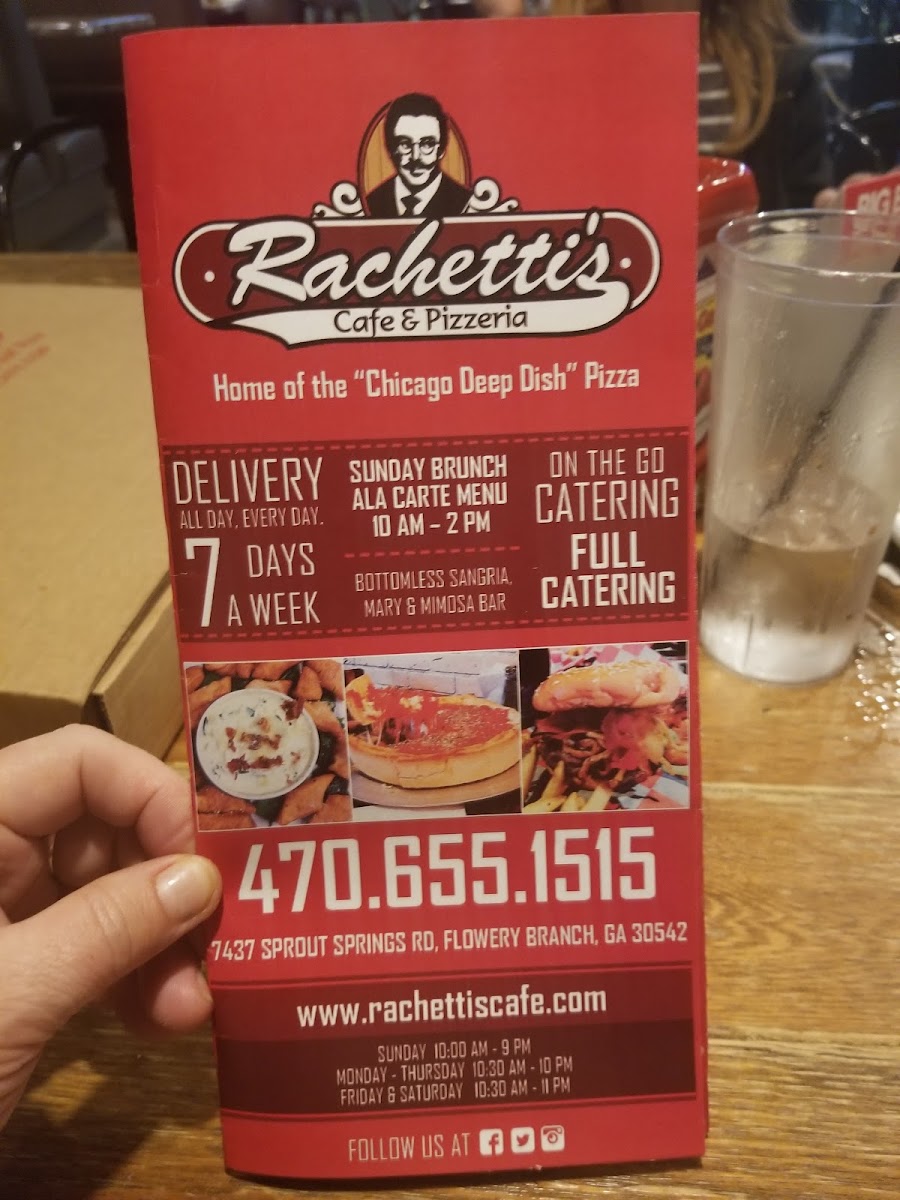 Rachetti's
Cafe & Pizzeria
Home of the "Chicago Deep Dish" Pizza
DELIVERY
ALL DAY, EVERY DAY.
7 DAYS
A WEEK
SUNDAY BRUNCH
ALA CARTE MENU
10 AM – 2 PM
BOTTOMLESS SANGRIA,
MARY & MIMOSA BAR
ON THE GO
CATERING
FULL
CATERING
470.655.1515
7437 SPROUT SPRINGS RD, FLOWERY BRANCH, GA 30542
www.rachettiscafe.com
SUNDAY 10:00 AM - 9 PM
MONDAY - THURSDAY 10:30 AM - 10 PM
FRIDAY & SATURDAY 10:30 AM - 11 PM
FOLLOW US AT
BIG